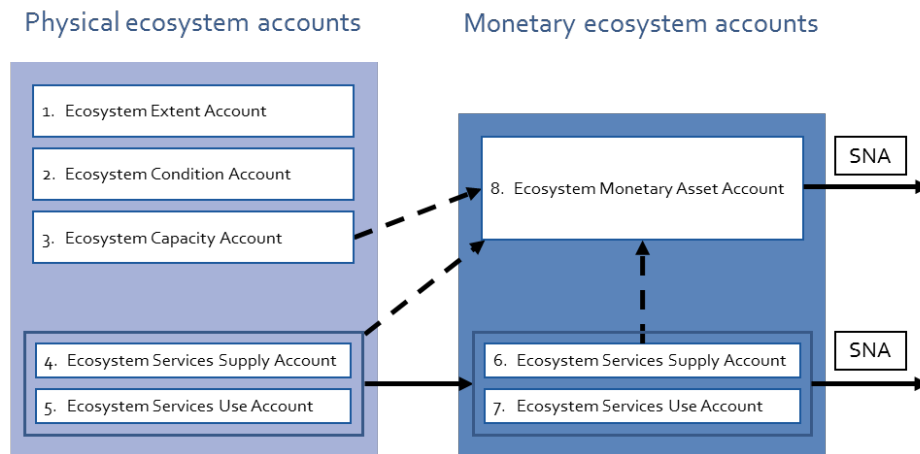 Physical ecosystem accounts
Monetary ecosystem accounts
1. Ecosystem Extent Account
2. Ecosystem Condition Account
3. Ecosystem Capacity Account
8. Ecosystem Monetary Asset Account
SNA
4. Ecosystem Services Supply Account
5. Ecosystem Services Use Account
6. Ecosystem Services Supply Account
7. Ecosystem Services Use Account
SNA